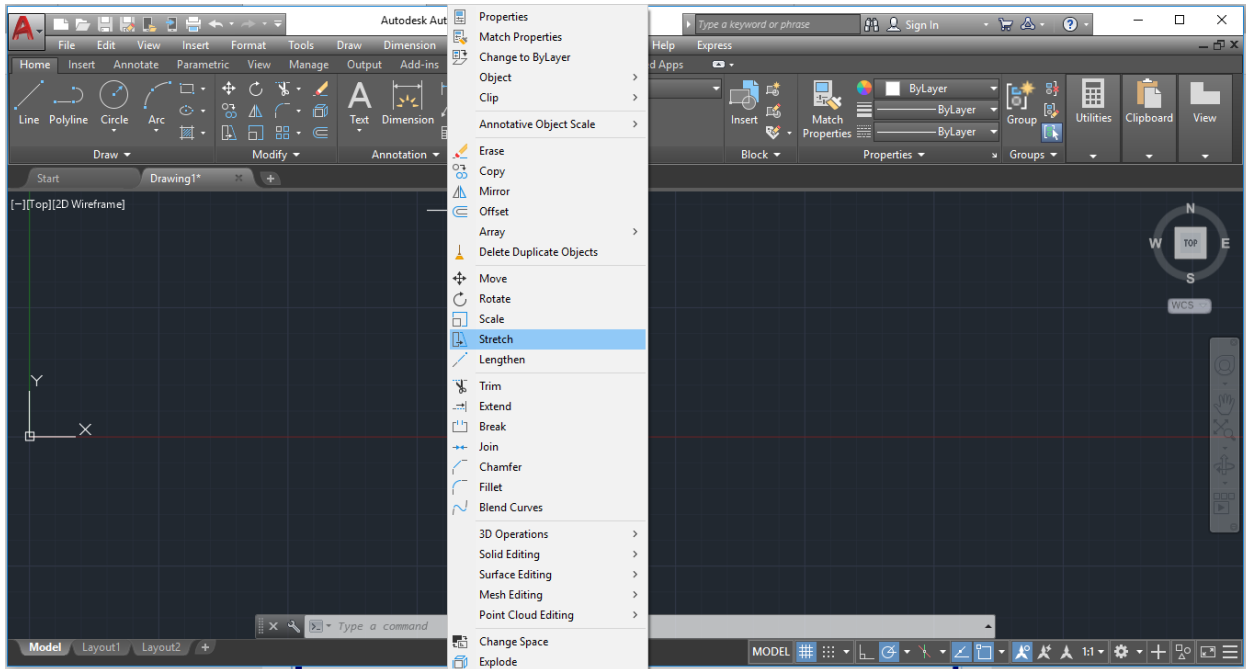 Autodesk Aut
Type a keyword or phrase
Sign In
File Edit View Insert Format Tools Draw Dimension
Help Express
Home Insert Annotate Parametric View Manage Output Add-ins
d Apps
Line Polyline Circle Arc
Text Dimension
Insert
Match Properties
ByLayer
ByLayer
ByLayer
Group
Utilities Clipboard View
Draw Modify Annotation
Block Properties Groups
Start Drawing1* +
[−][Top][2D Wireframe]
Properties
Match Properties
Change to ByLayer
Object
Clip
Annotative Object Scale
Erase
Copy
Mirror
Offset
Array
Delete Duplicate Objects
Move
Rotate
Scale
Stretch
Lengthen
Trim
Extend
Break
Join
Chamfer
Fillet
Blend Curves
3D Operations
Solid Editing
Surface Editing
Mesh Editing
Point Cloud Editing
Change Space
Explode
N
W TOP E
S
WCS
Y
X
Type a command
Model Layout1 Layout2 +
MODEL
1:1